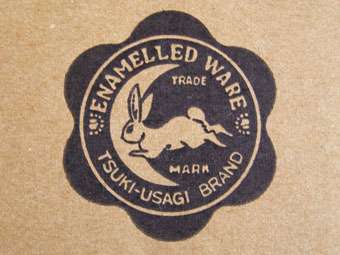 ENAMELLED WARE
TRADE
MARK
TSUKI-USAGI BRAND